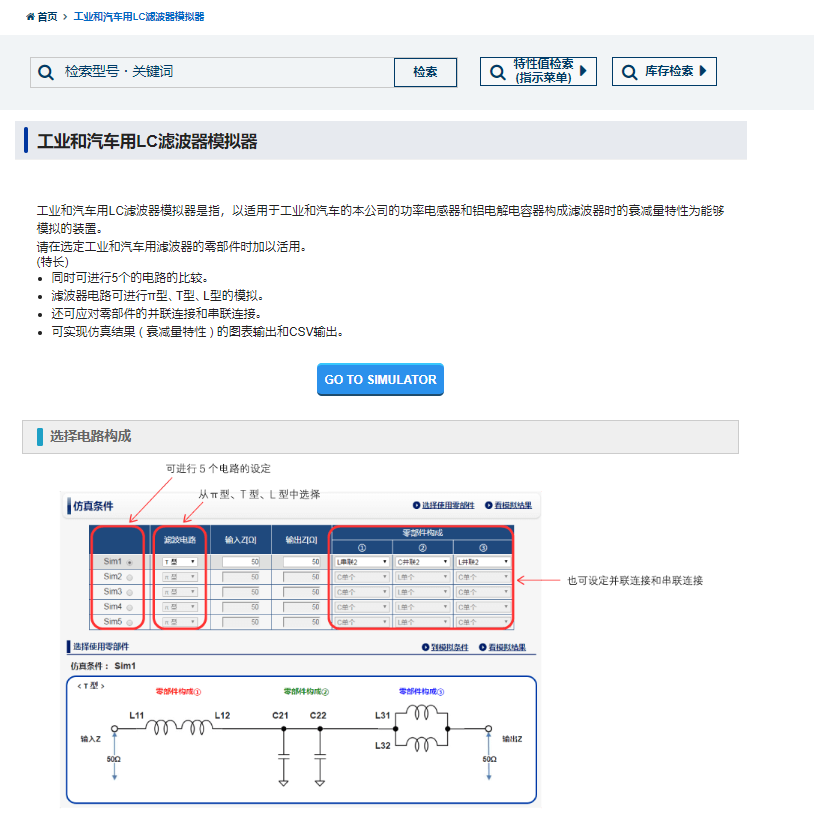 首页 > 工业和汽车用LC滤波器模拟器
检索型号・关键词
检索
特性值检索
(指示菜单)
库存检索
工业和汽车用LC滤波器模拟器
工业和汽车用LC滤波器模拟器是指，以适用于工业和汽车的本公司的功率电感器和铝电解电容器构成滤波器时的衰减量特性为能够
模拟的装置。
请在选定工业和汽车用滤波器的零部件时加以活用。
(特长)
• 同时可进行5个的电路的比较。
• 滤波器电路可进行π型、T型、L型的模拟。
• 还可应对零部件的并联连接和串联连接。
• 可实现仿真结果 ( 衰减量特性 ) 的图表输出和CSV输出。
GO TO SIMULATOR
选择电路构成
可进行 5 个电路的设定
从 π 型、T 型、L 型中选择
仿真条件
选择使用零部件 看模拟结果
滤波电路 输入Z[Ω] 输出Z[Ω] 零部件构成
① ② ③
Sim1 T 型 50 50 L串联2 C并联2 L并联2
Sim2 π 型 50 50 C单个 L单个 C单个
Sim3 π 型 50 50 C单个 L单个 C单个
Sim4 π 型 50 50 C单个 L单个 C单个
Sim5 π 型 50 50 C单个 L单个 C单个
也可设定并联连接和串联连接
选择使用零部件
到模拟条件 看模拟结果
仿真条件： Sim1
< T 型 >
零部件构成① 零部件构成② 零部件构成③
L11 L12 C21 C22 L31
输入Z 输出Z
L32
50Ω 50Ω